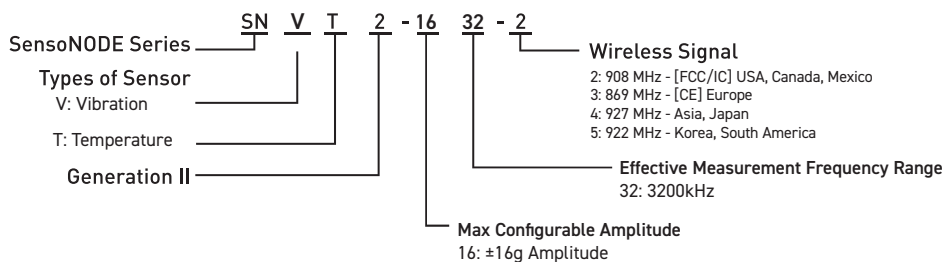 SN V T 2 - 16 32 - 2
SensoNODE Series
Types of Sensor
V: Vibration
T: Temperature
Generation II
Wireless Signal
2: 908 MHz - [FCC/IC] USA, Canada, Mexico
3: 869 MHz - [CE] Europe
4: 927 MHz - Asia, Japan
5: 922 MHz - Korea, South America
Effective Measurement Frequency Range
32: 3200kHz
Max Configurable Amplitude
16: ±16g Amplitude